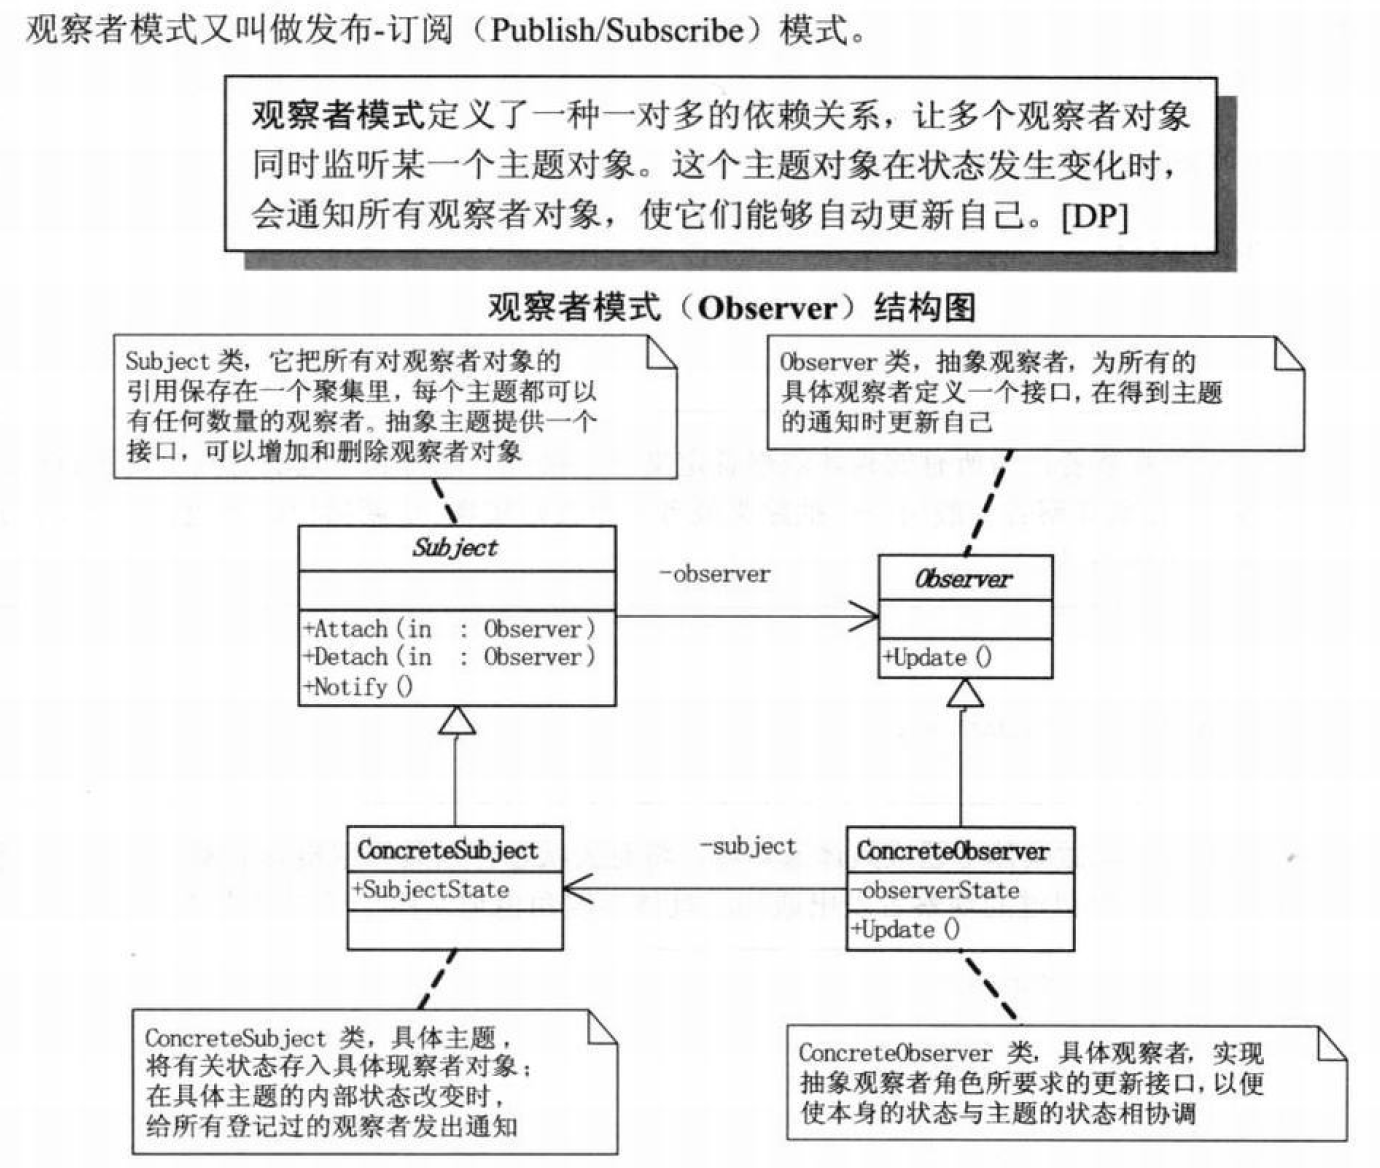 观察者模式又叫做发布-订阅（Publish/Subscribe）模式。
观察者模式定义了一种一对多的依赖关系，让多个观察者对象
同时监听某一个主题对象。这个主题对象在状态发生变化时，
会通知所有观察者对象，使它们能够自动更新自己。[DP]
观察者模式（Observer）结构图
Subject 类，它把所有对观察者对象的
引用保存在一个聚集里，每个主题都可以
有任何数量的观察者。抽象主题提供一个
接口，可以增加和删除观察者对象
Observer 类，抽象观察者，为所有的
具体观察者定义一个接口，在得到主题
的通知时更新自己
Subject
+Attach(in : Observer)
+Detach(in : Observer)
+Notify()
-observer
Observer
+Update()
ConcreteSubject
+SubjectState
-subject
ConcreteObserver
-observerState
+Update()
ConcreteSubject 类，具体主题，
将有关状态存入具体现察者对象；
在具体主题的内部状态改变时，
给所有登记过的观察者发出通知
ConcreteObserver 类，具体观察者，实现
抽象观察者角色所要求的更新接口，以便
使本身的状态与主题的状态相协调